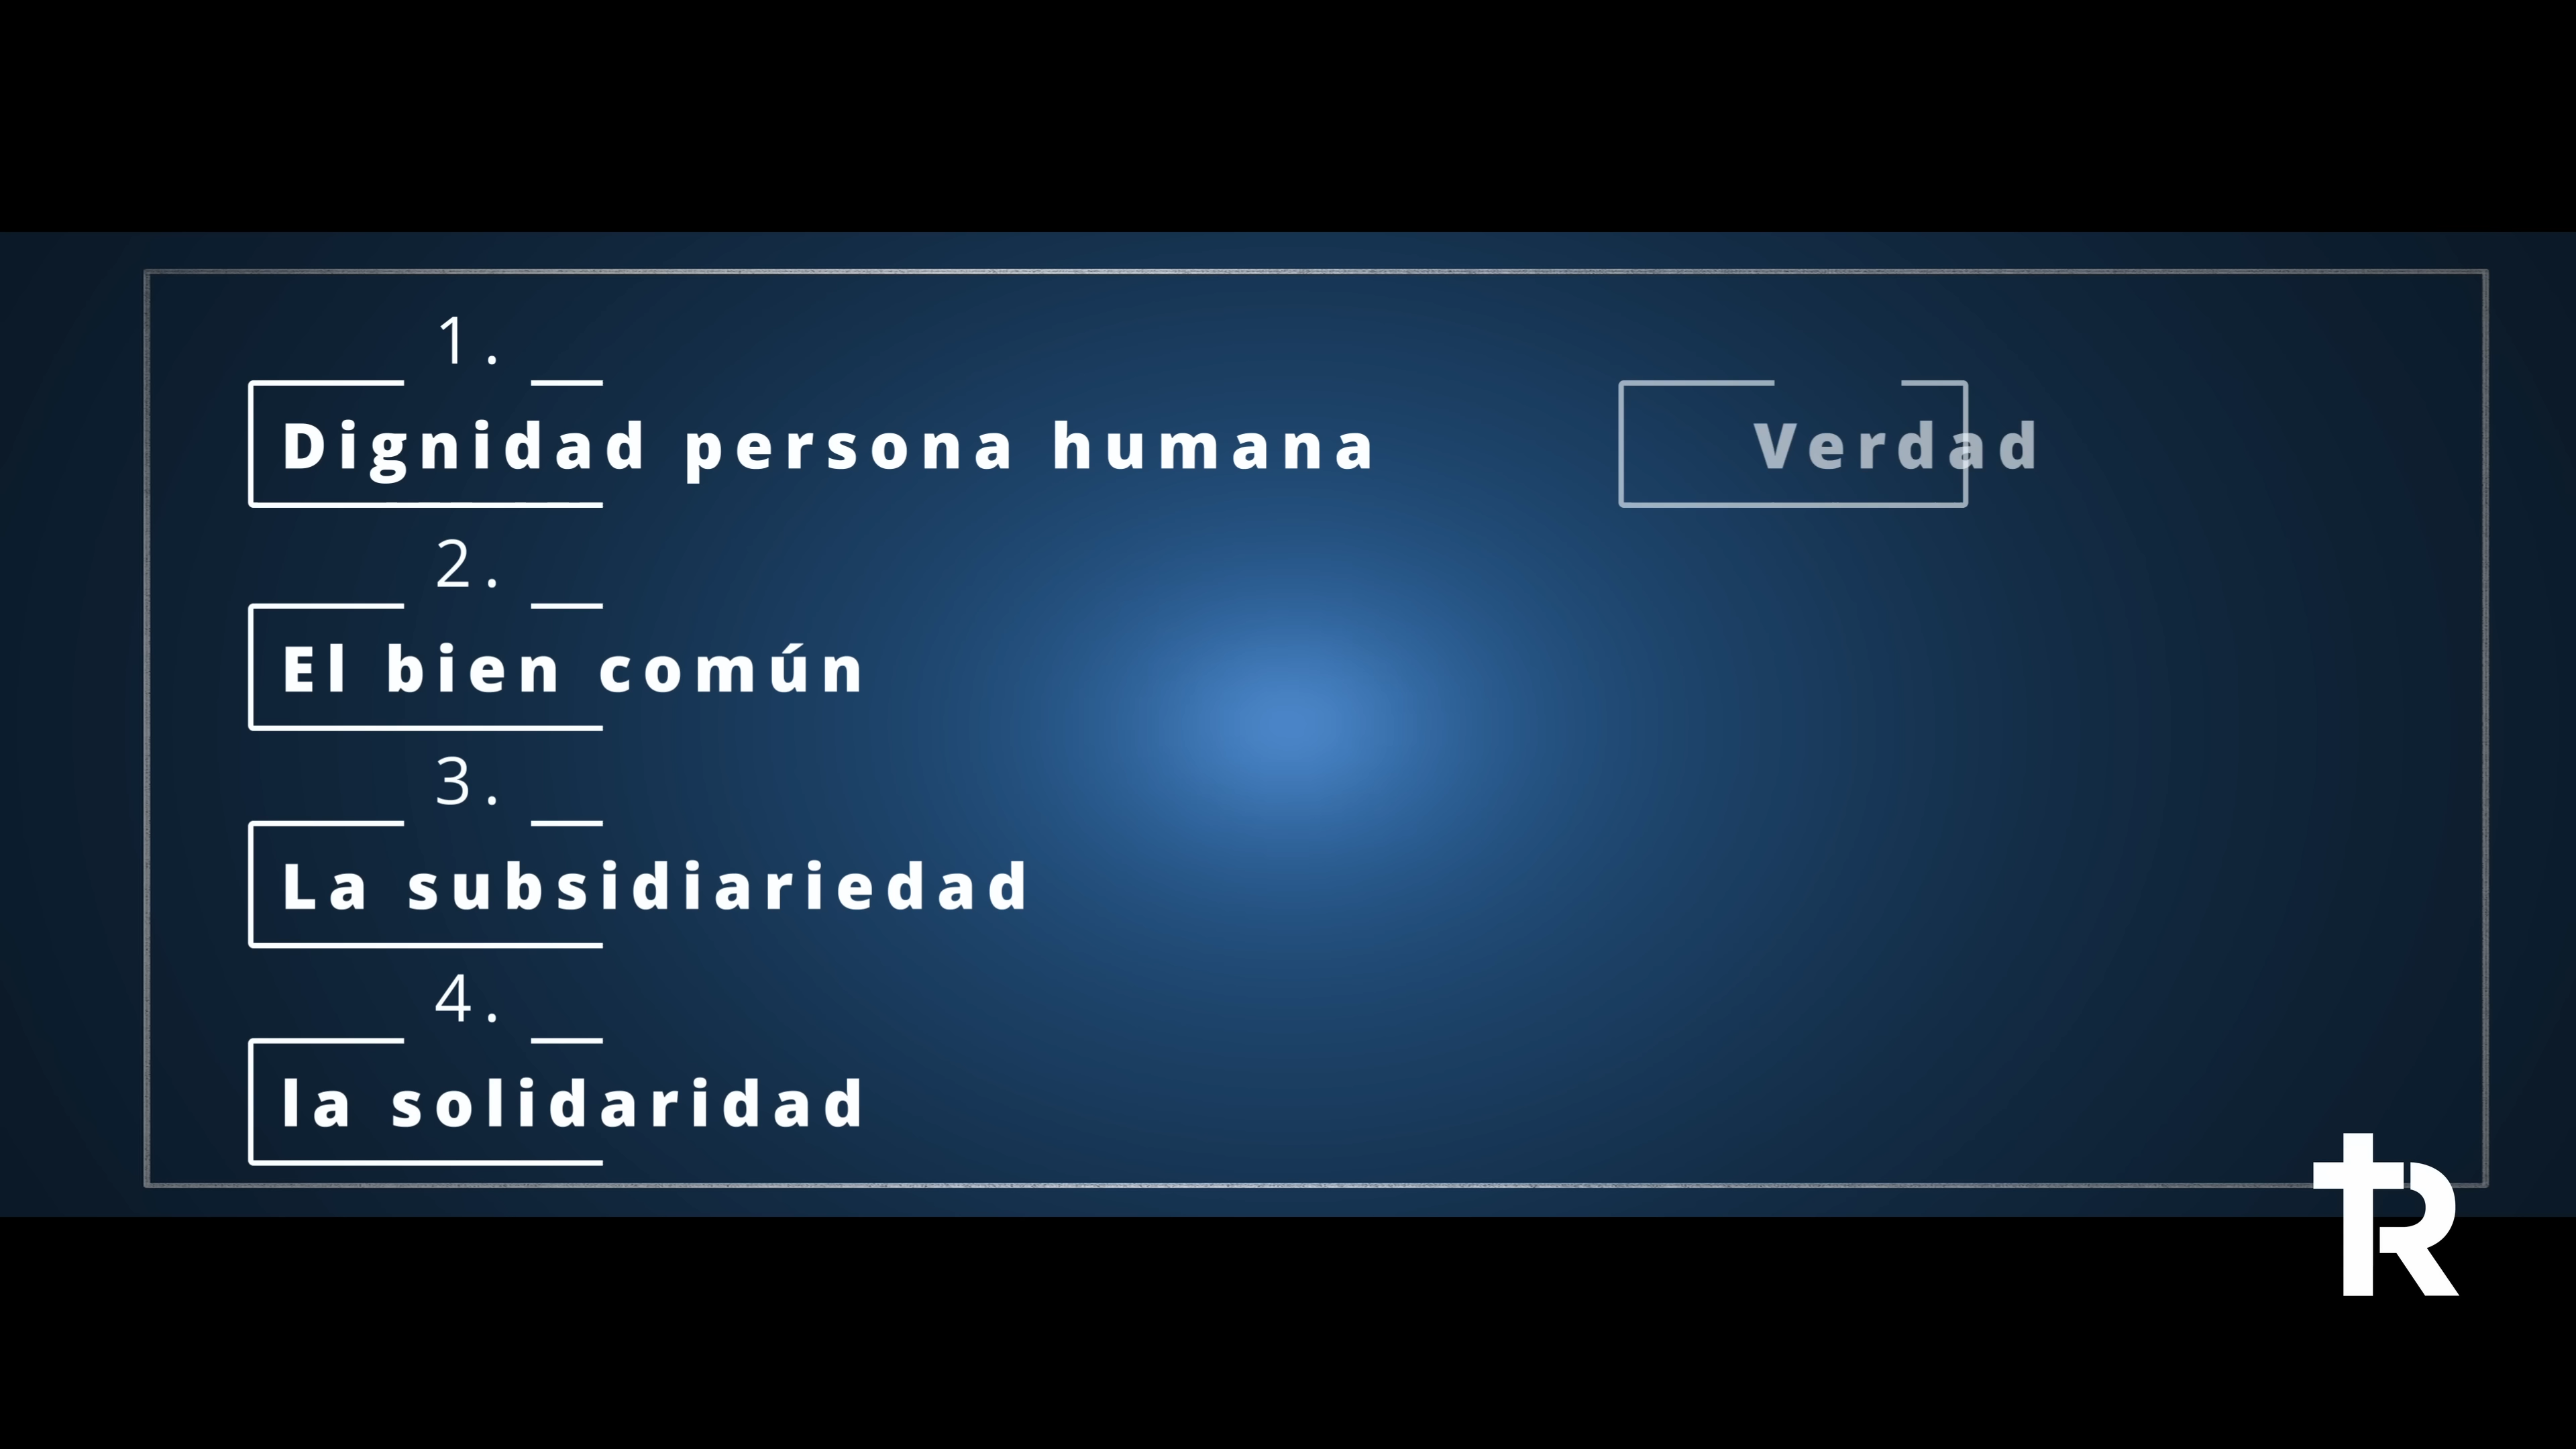 1.
Dignidad persona humana
Verdad
2.
El bien común
3.
La subsidiariedad
4.
la solidaridad
R